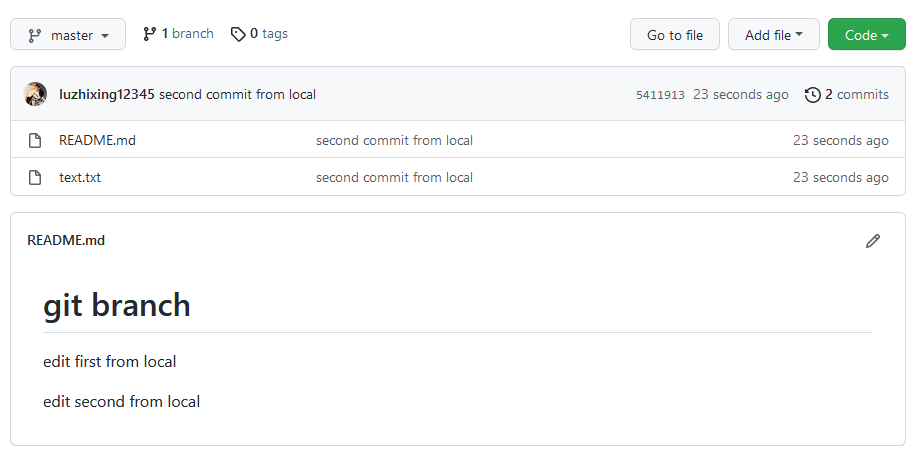 master 1 branch 0 tags Go to file Add file Code
luzhixing12345 second commit from local 5411913 23 seconds ago 2 commits
README.md second commit from local 23 seconds ago
text.txt second commit from local 23 seconds ago
README.md
git branch
edit first from local
edit second from local